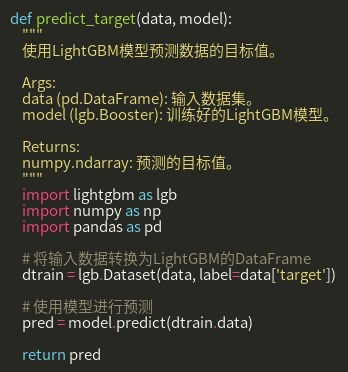 def predict_target(data, model):
"""
使用LightGBM模型预测数据的目标值。
Args:
data (pd.DataFrame): 输入数据集。
model (lgb.Booster): 训练好的LightGBM模型。
Returns:
numpy.ndarray: 预测的目标值。
"""
import lightgbm as lgb
import numpy as np
import pandas as pd
# 将输入数据转换为LightGBM的DataFrame
dtrain = lgb.Dataset(data, label=data['target'])
# 使用模型进行预测
pred = model.predict(dtrain.data)
return pred